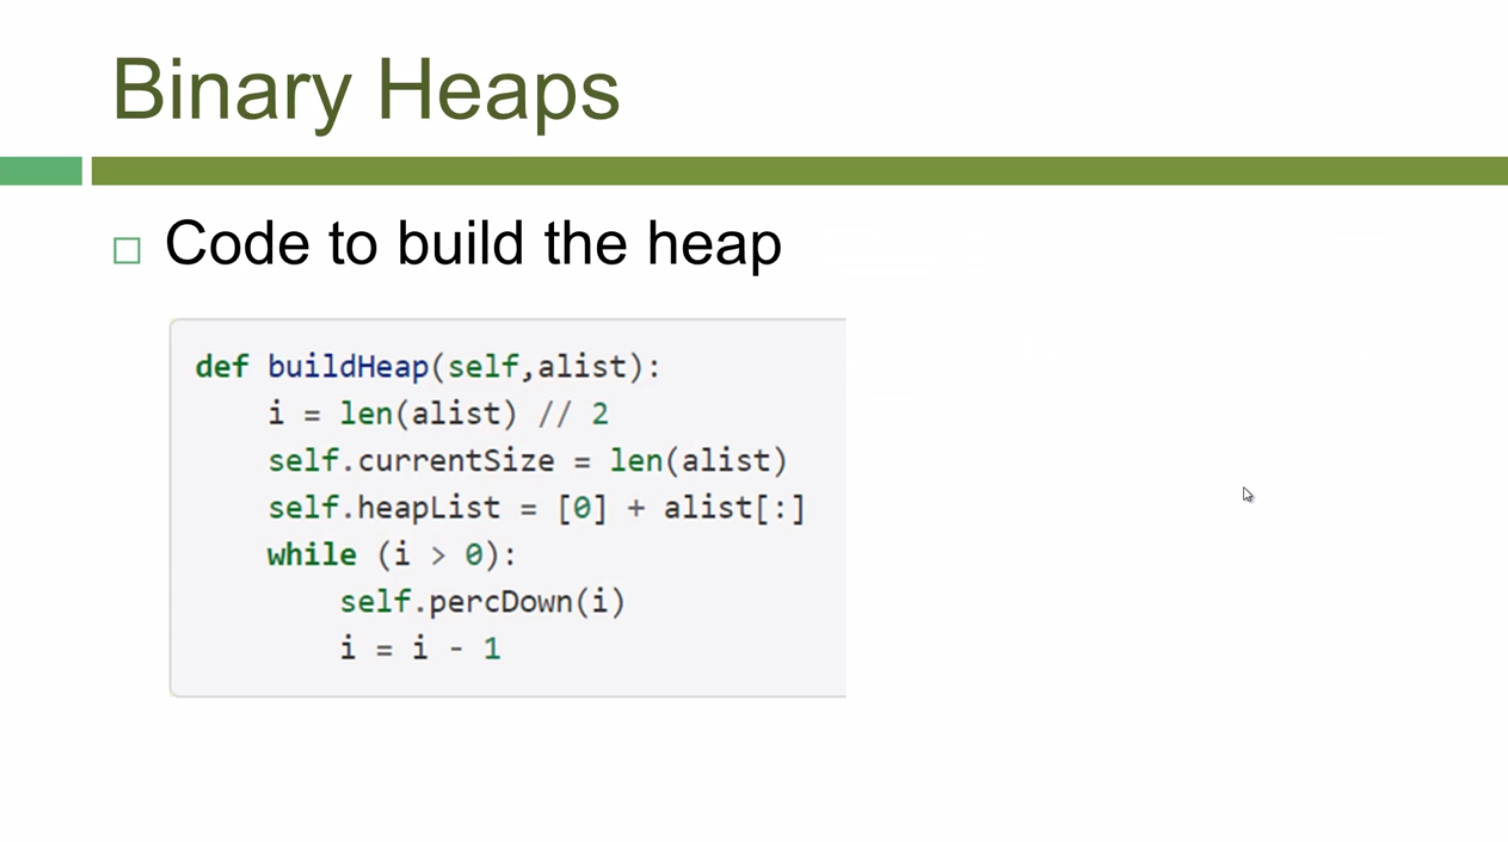 Binary Heaps
Code to build the heap
def buildHeap(self,alist):
    i = len(alist) // 2
    self.currentSize = len(alist)
    self.heapList = [0] + alist[:]
    while (i > 0):
        self.percDown(i)
        i = i - 1